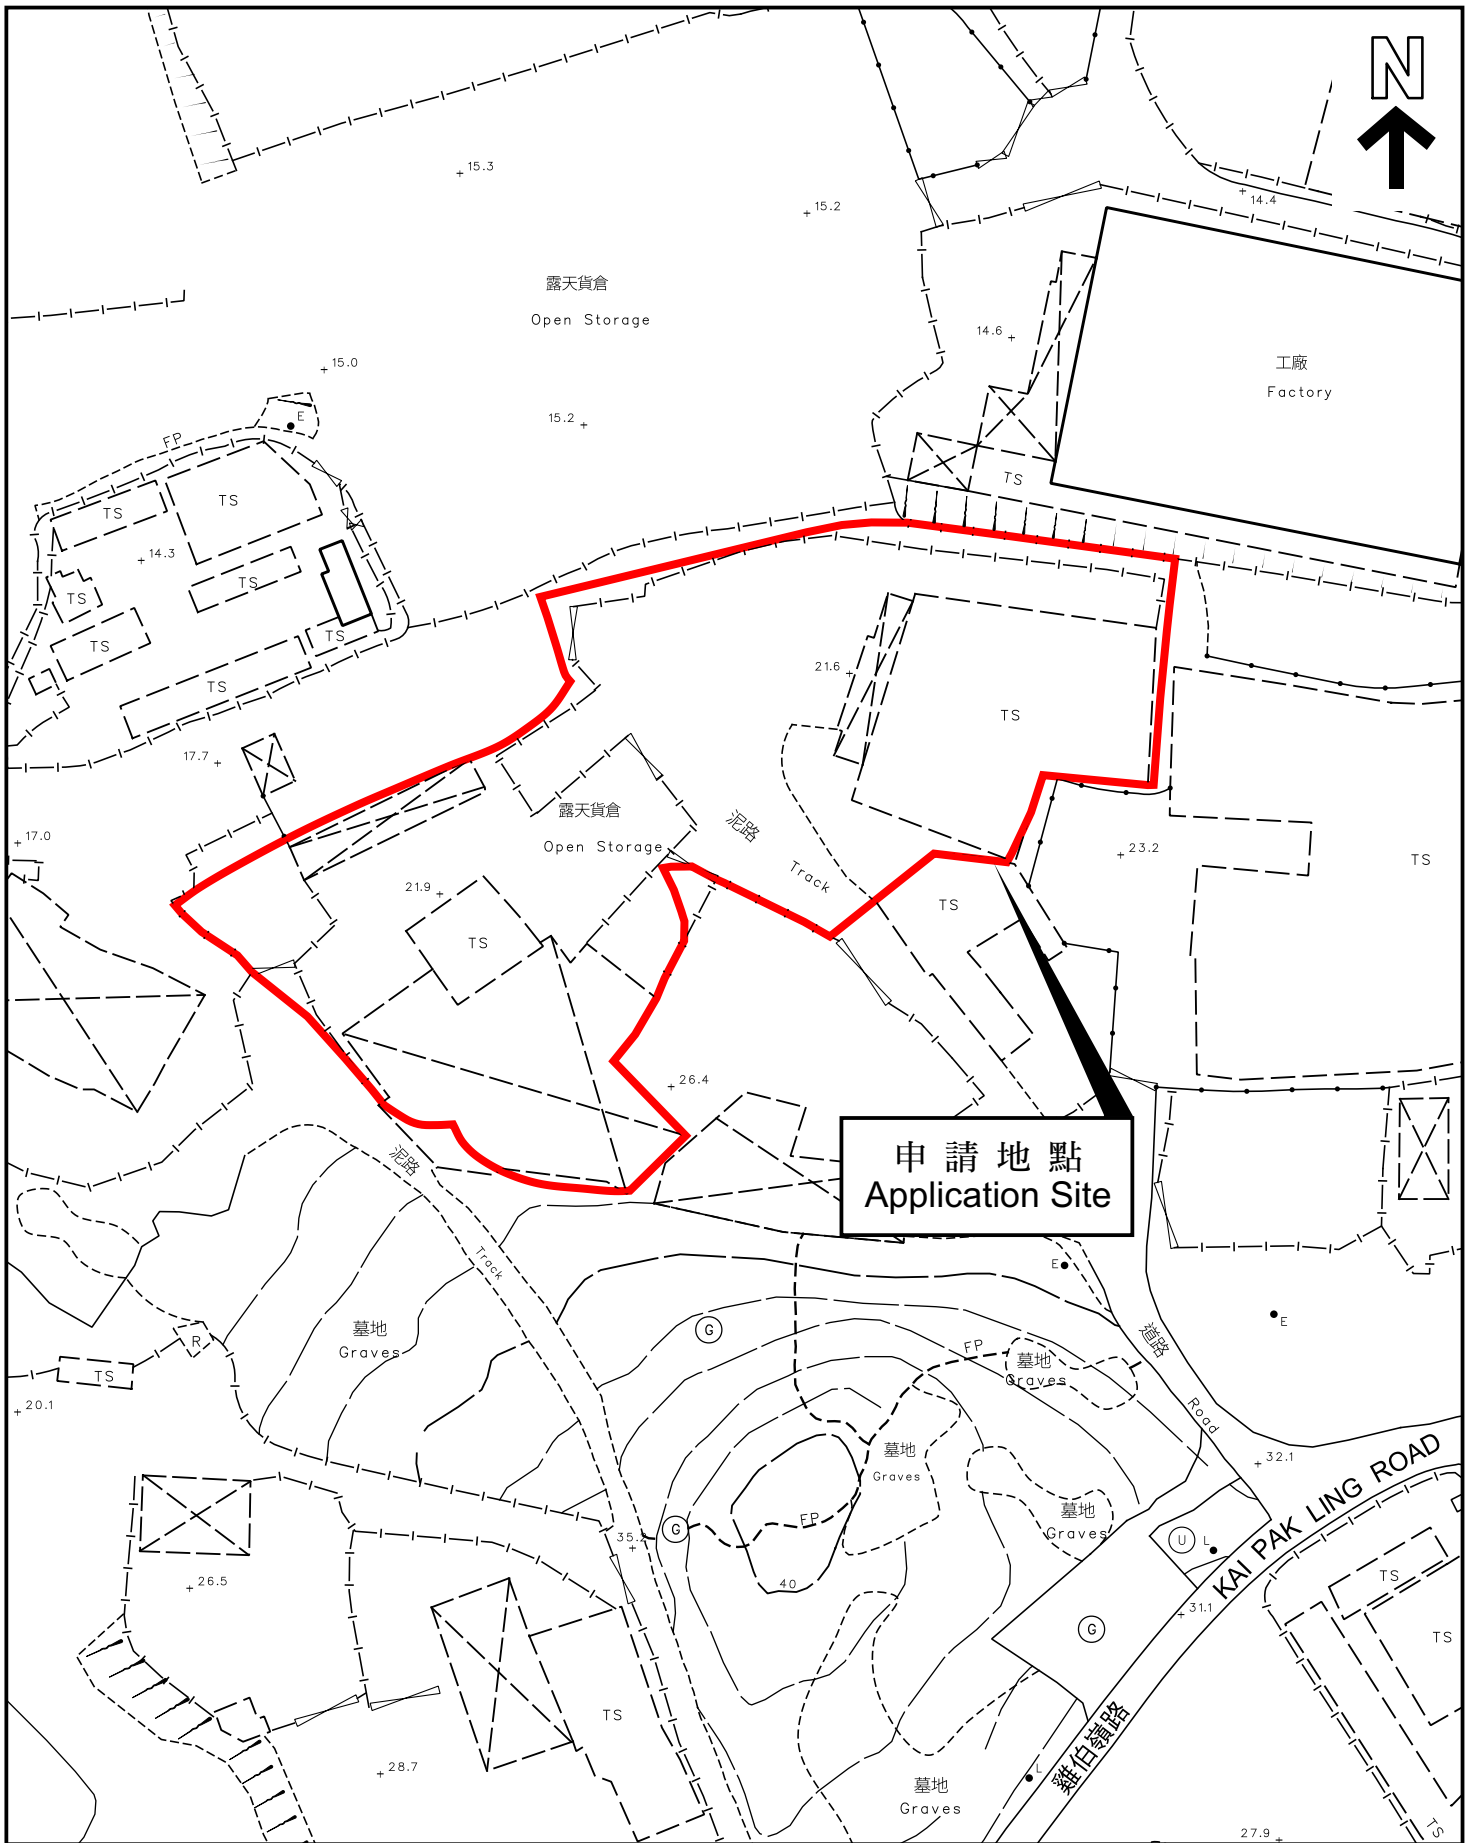 N
15.3
15.2
14.4
露天貨倉
Open Storage
14.6
15.0
工廠
Factory
15.2
E
FP
TS
TS
TS
14.3
TS
TS
TS
TS
TS
21.6
TS
17.7
露天貨倉
Open Storage
泥路
Track
17.0
23.2
TS
21.9
TS
TS
26.4
申請地點
Application Site
泥路
Track
E
E
墓地
Graves
G
道路
Road
FP
墓地
Graves
R
TS
20.1
墓地
Graves
32.1
KAI PAK LING ROAD
墓地
Graves
FP
G
U
L
35.
40
26.5
TS
31.1
G
TS
TS
雞伯嶺路
L
28.7
墓地
Graves
27.9
TS